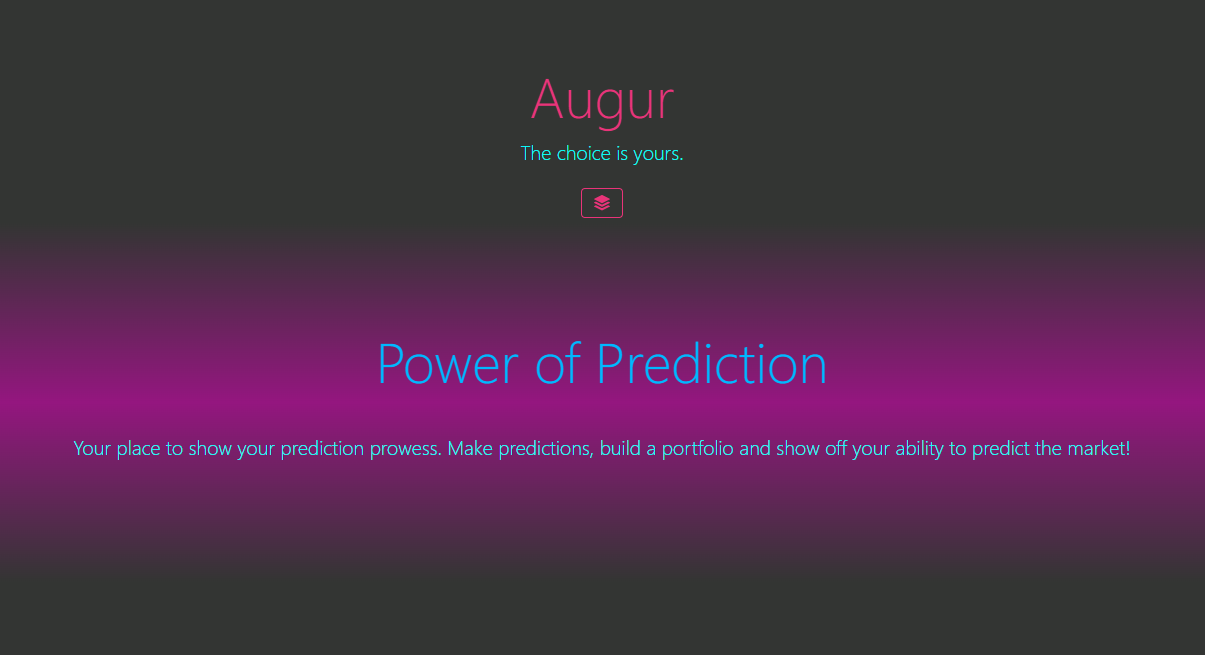 Augur
The choice is yours.
Power of Prediction
Your place to show your prediction prowess. Make predictions, build a portfolio and show off your ability to predict the market!